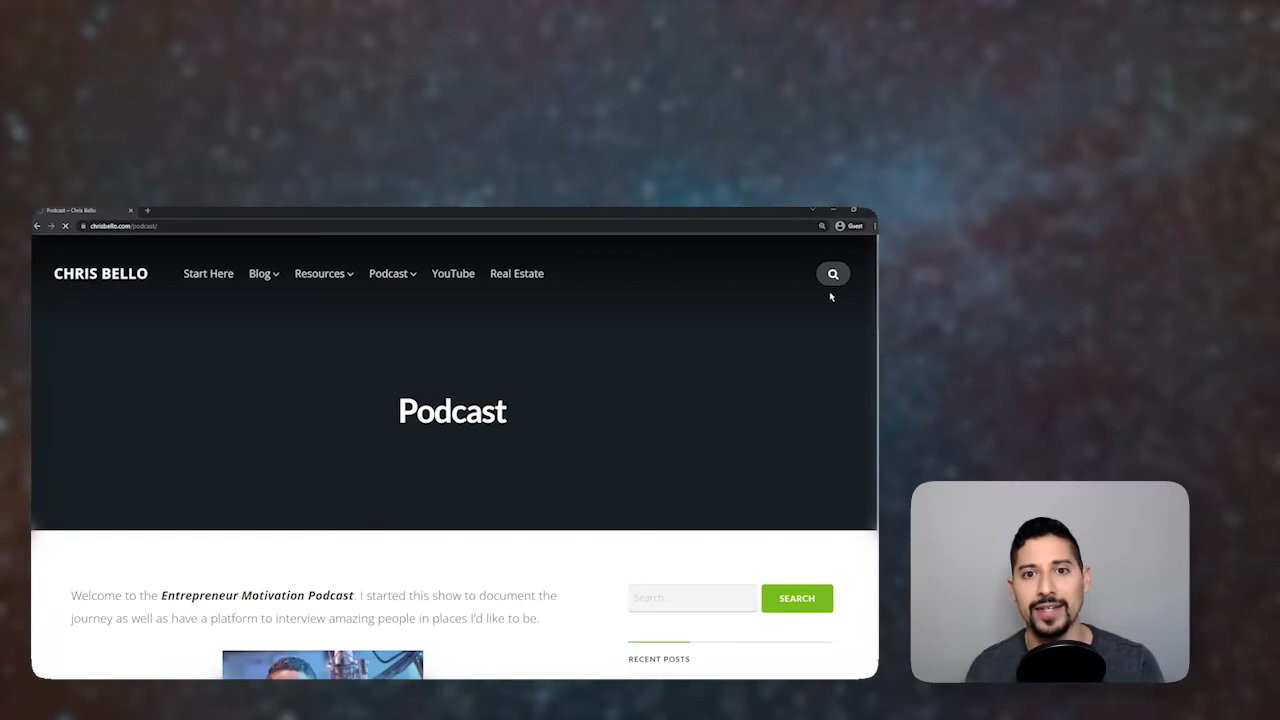 Podcast – Chris Bello
chrisbello.com/podcast/
Guest
CHRIS BELLO
Start Here
Blog
Resources
Podcast
YouTube
Real Estate
Podcast
Welcome to the Entrepreneur Motivation Podcast. I started this show to document the
journey as well as have a platform to interview amazing people in places I'd like to be.
Search
SEARCH
RECENT POSTS